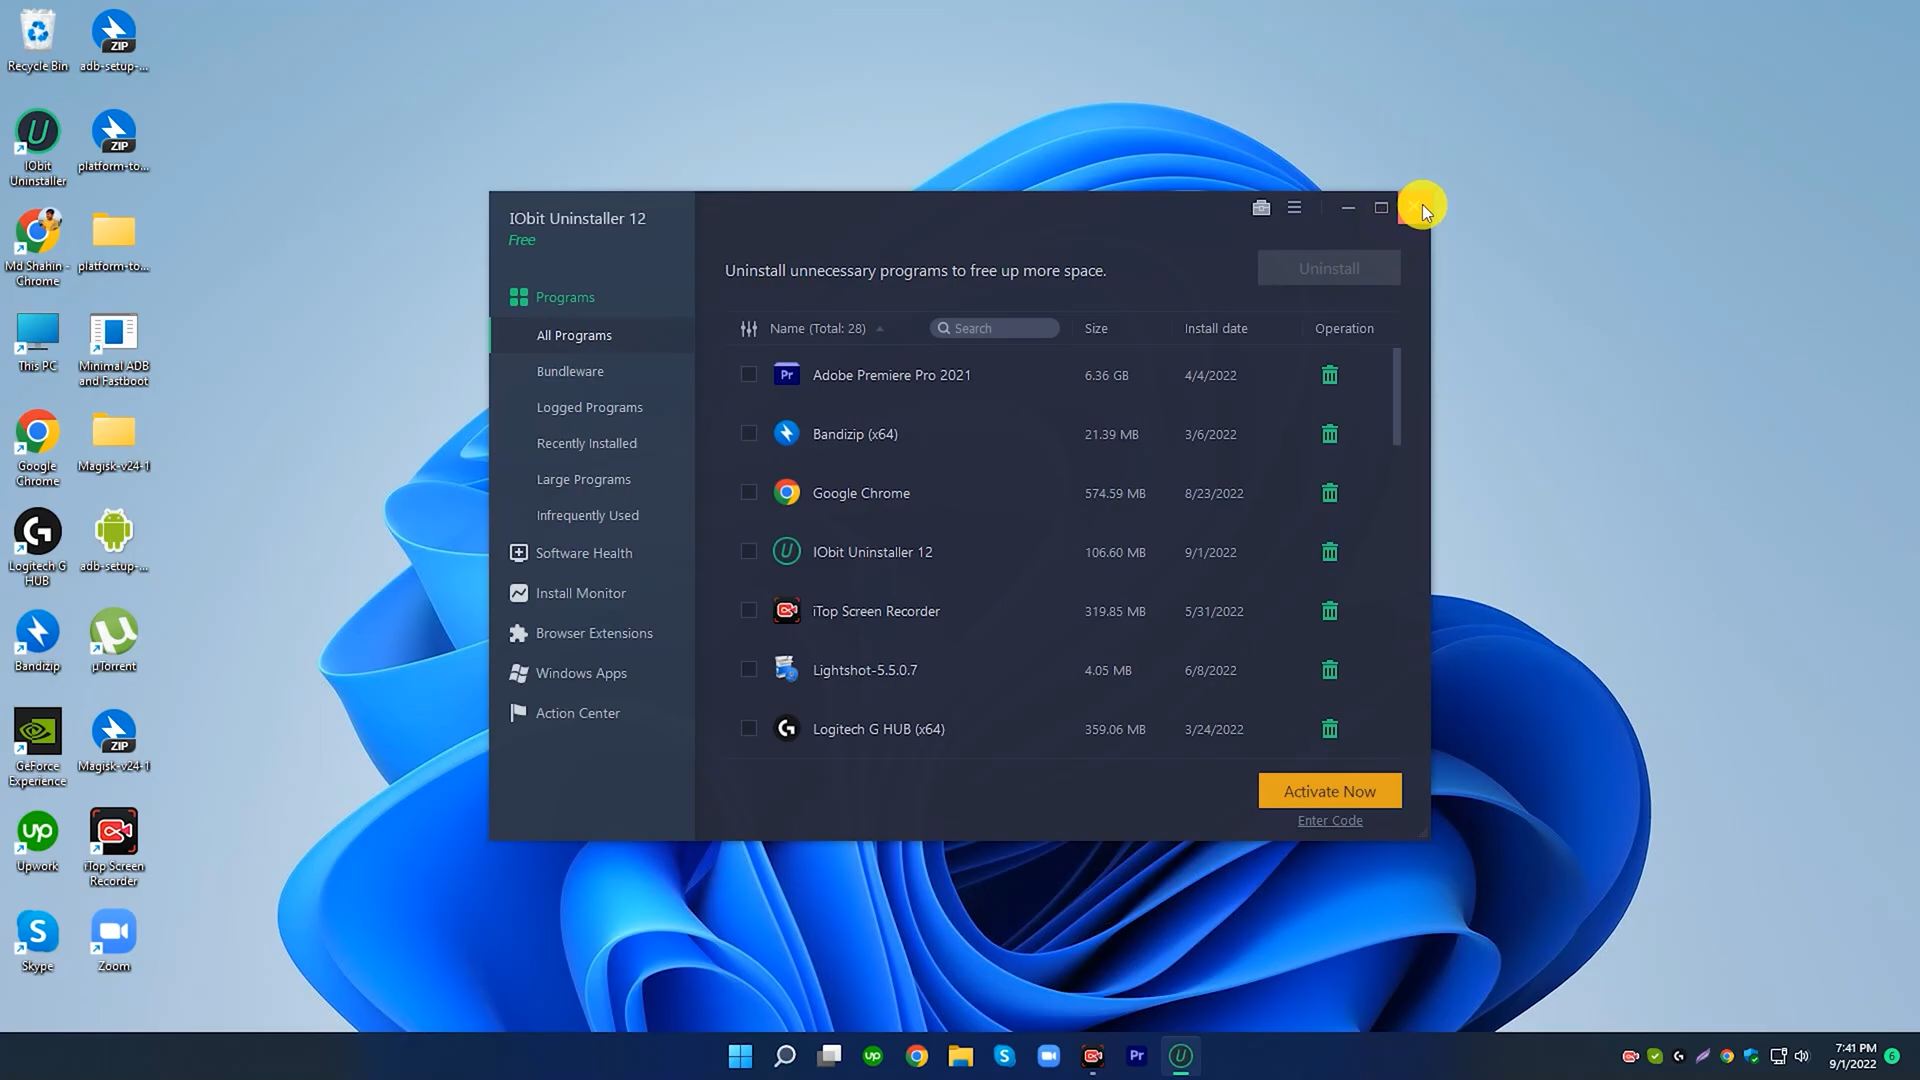 Recycle Bin
adb-setup-...
IObit
Uninstaller
platform-to...
Md Shahin -
Chrome
platform-to...
This PC
Minimal ADB
and Fastboot
Google
Chrome
Magisk-v24-1
Logitech G
HUB
adb-setup-...
Bandizip
µTorrent
GeForce
Experience
Magisk-v24-1
Upwork
iTop Screen
Recorder
Skype
Zoom
IObit Uninstaller 12
Free
Programs
All Programs
Bundleware
Logged Programs
Recently Installed
Large Programs
Infrequently Used
Software Health
Install Monitor
Browser Extensions
Windows Apps
Action Center
Uninstall unnecessary programs to free up more space.
Uninstall
Name (Total: 28) Search Size Install date Operation
Adobe Premiere Pro 2021 6.36 GB 4/4/2022
Bandizip (x64) 21.39 MB 3/6/2022
Google Chrome 574.59 MB 8/23/2022
IObit Uninstaller 12 106.60 MB 9/1/2022
iTop Screen Recorder 319.85 MB 5/31/2022
Lightshot-5.5.0.7 4.05 MB 6/8/2022
Logitech G HUB (x64) 359.06 MB 3/24/2022
Activate Now
Enter Code
7:41 PM
9/1/2022
6